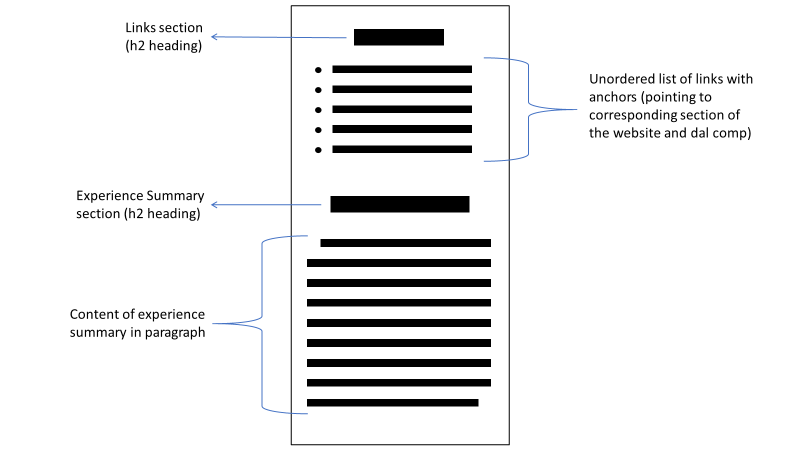 Links section
(h2 heading)
Unordered list of links with
anchors (pointing to
corresponding section of
the website and dal comp)
Experience Summary
section (h2 heading)
Content of experience
summary in paragraph